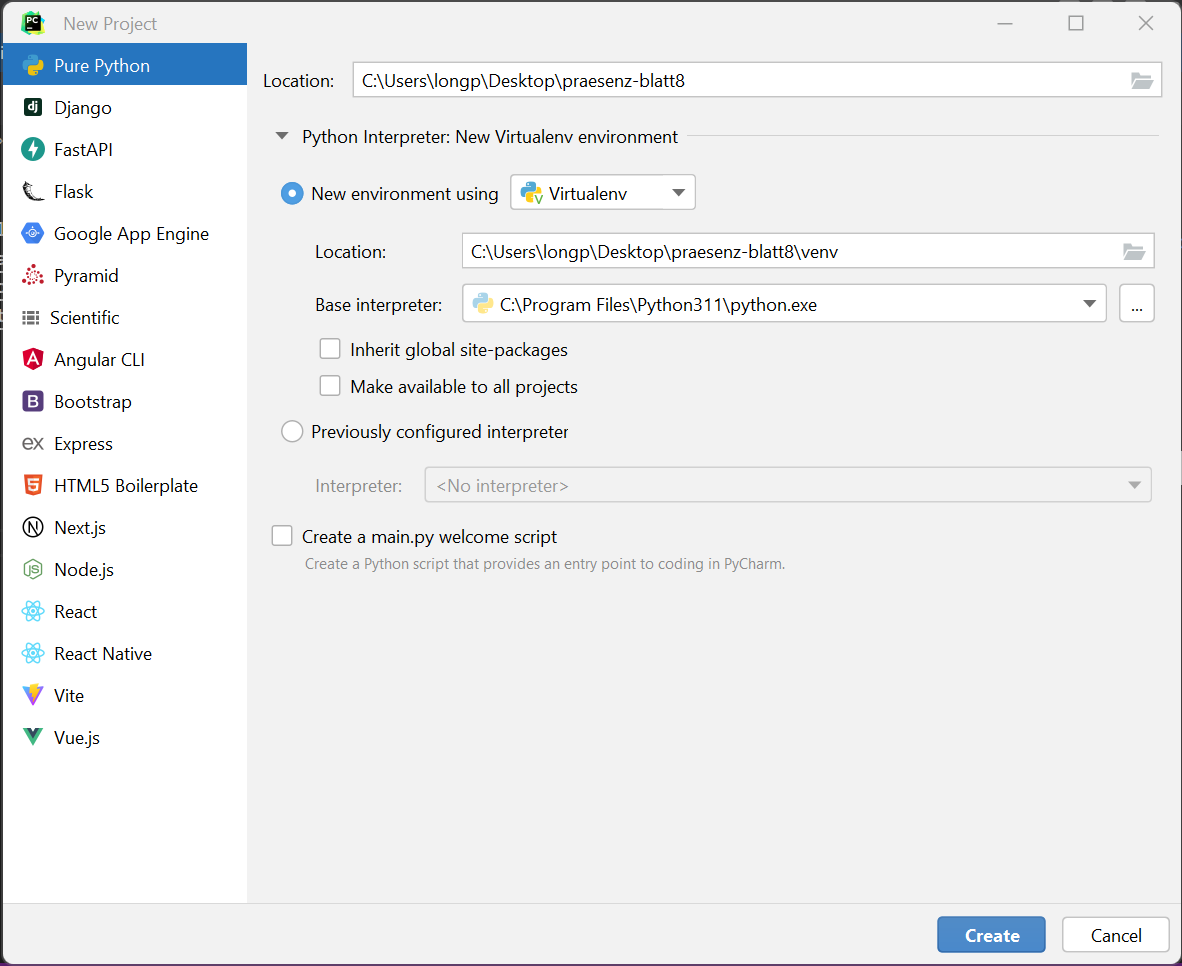 PC New Project
Pure Python
dj Django
FastAPI
Flask
Google App Engine
Pyramid
Scientific
A Angular CLI
B Bootstrap
ex Express
5 HTML5 Boilerplate
N Next.js
JS Node.js
React
React Native
Vite
Vue.js
Location: C:\Users\longp\Desktop\praesenz-blatt8
Python Interpreter: New Virtualenv environment
New environment using V Virtualenv
Location: C:\Users\longp\Desktop\praesenz-blatt8\venv
Base interpreter: C:\Program Files\Python311\python.exe ...
Inherit global site-packages
Make available to all projects
Previously configured interpreter
Interpreter: <No interpreter>
Create a main.py welcome script
Create a Python script that provides an entry point to coding in PyCharm.
Create Cancel